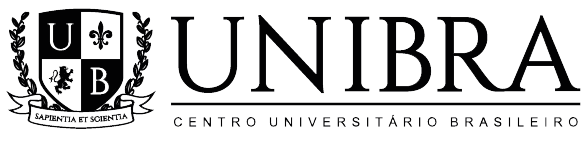 U
B
SAPIENTIA ET SCIENTIA
UNIBRA
CENTRO UNIVERSITÁRIO BRASILEIRO